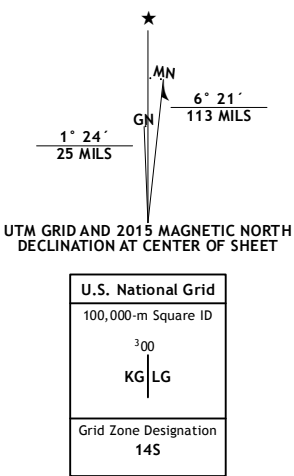 ★
MN
GN
6° 21´
113 MILS
1° 24´
25 MILS
UTM GRID AND 2015 MAGNETIC NORTH
DECLINATION AT CENTER OF SHEET
U.S. National Grid
100,000-m Square ID
³00
KG LG
Grid Zone Designation
14S